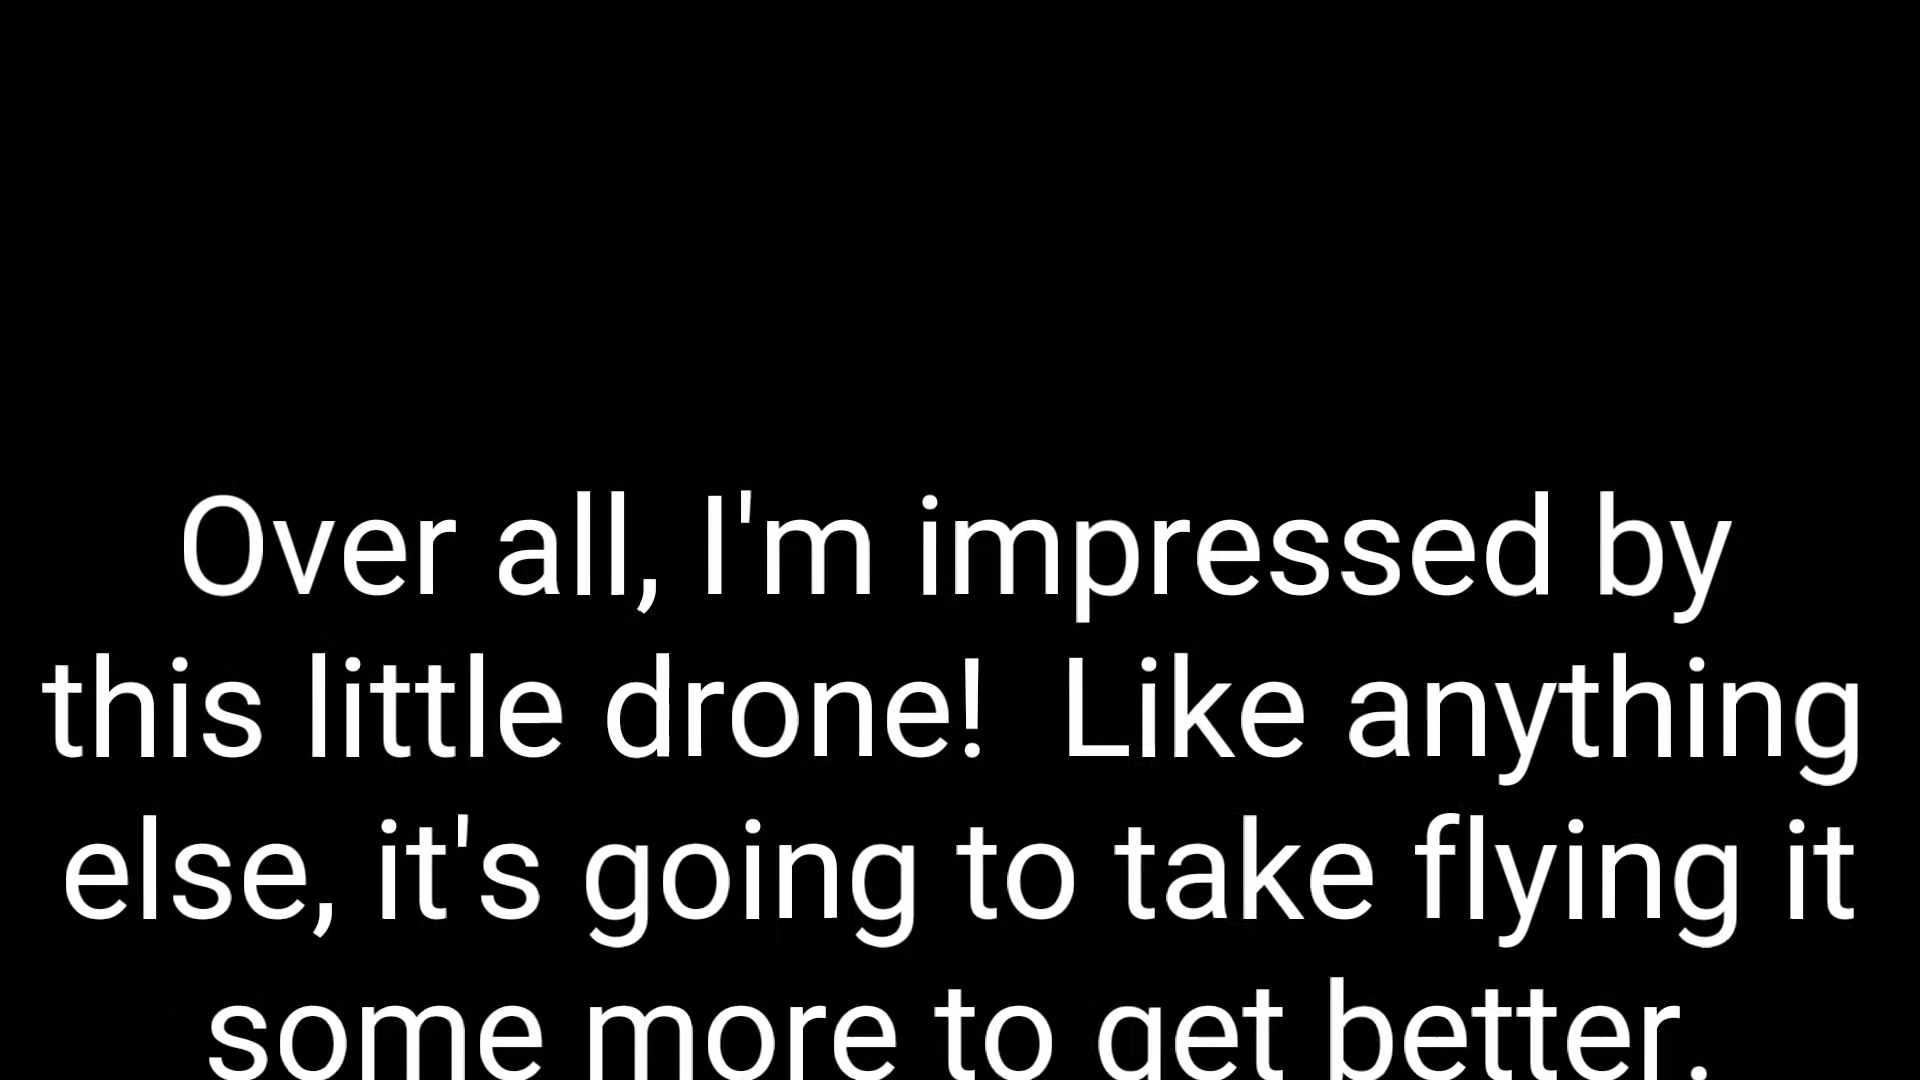 Over all, I'm impressed by
this little drone!  Like anything
else, it's going to take flying it
some more to get better.